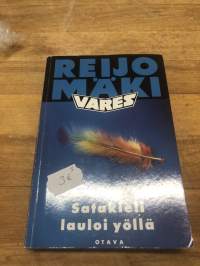 REIJO
MÄKI
VARES
3€
Satakieli
lauloi yöllä
OTAVA